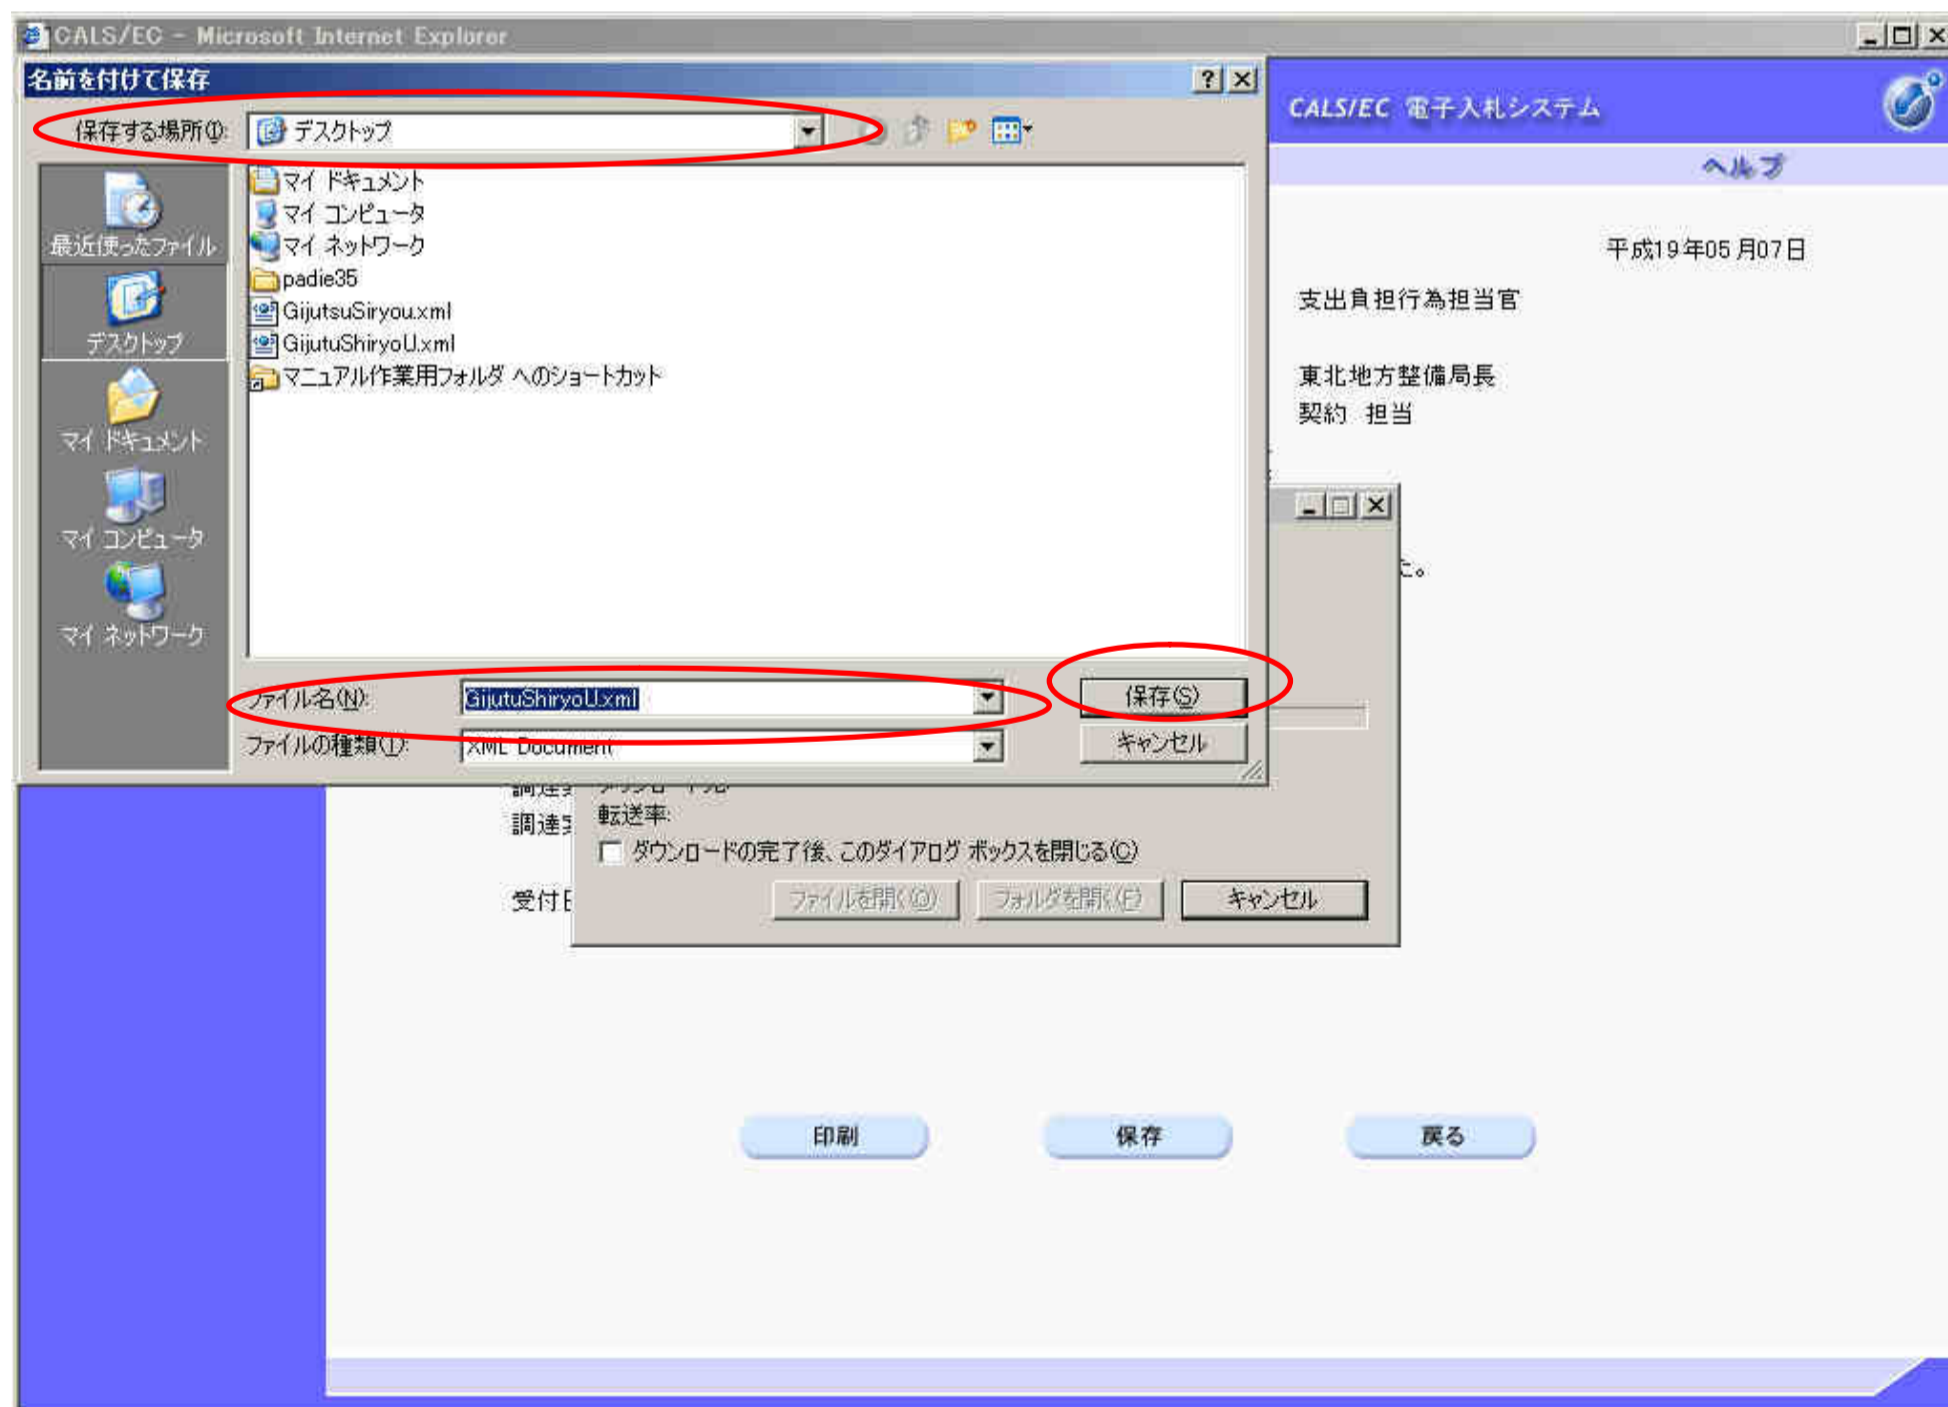 CALS/EC - Microsoft Internet Explorer
名前を付けて保存
保存する場所(I):
デスクトップ
CALS/EC 電子入札システム
ヘルプ
最近使ったファイル
デスクトップ
マイ ドキュメント
マイ コンピュータ
マイ ネットワーク
マイ ドキュメント
マイ コンピュータ
マイ ネットワーク
padie35
GijutsuSiryou.xml
GijutuShiryoU.xml
マニュアル作業用フォルダ へのショートカット
平成19年05月07日
支出負担行為担当官
東北地方整備局長
契約 担当
た。
ファイル名(N):
GijutuShiryoU.xml
保存(S)
ファイルの種類(T):
XML Document
キャンセル
調達
調達
転送率:
ダウンロードの完了後、このダイアログ ボックスを閉じる(C)
受付日
ファイルを開く(O)
フォルダを開く(F)
キャンセル
印刷
保存
戻る